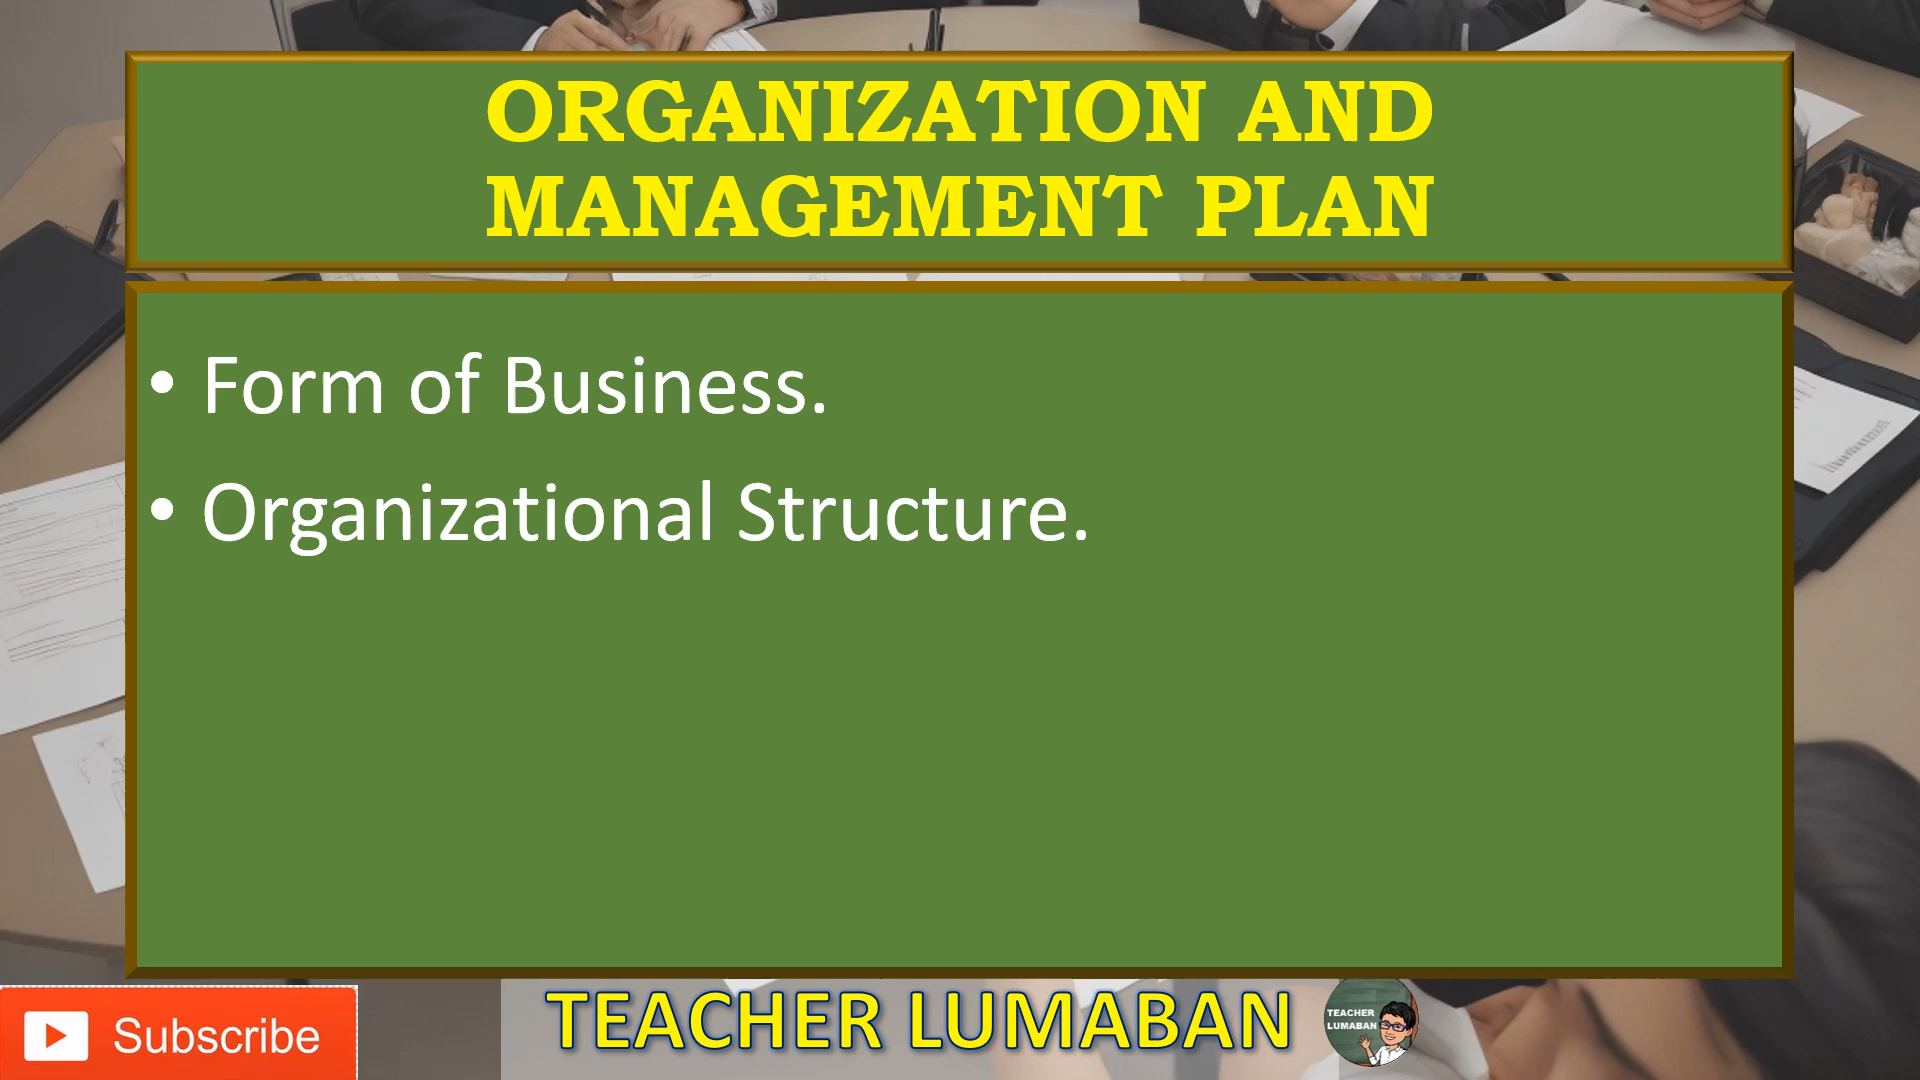 ORGANIZATION AND
MANAGEMENT PLAN
• Form of Business.
• Organizational Structure.
Subscribe
TEACHER LUMABAN
TEACHER
LUMABAN